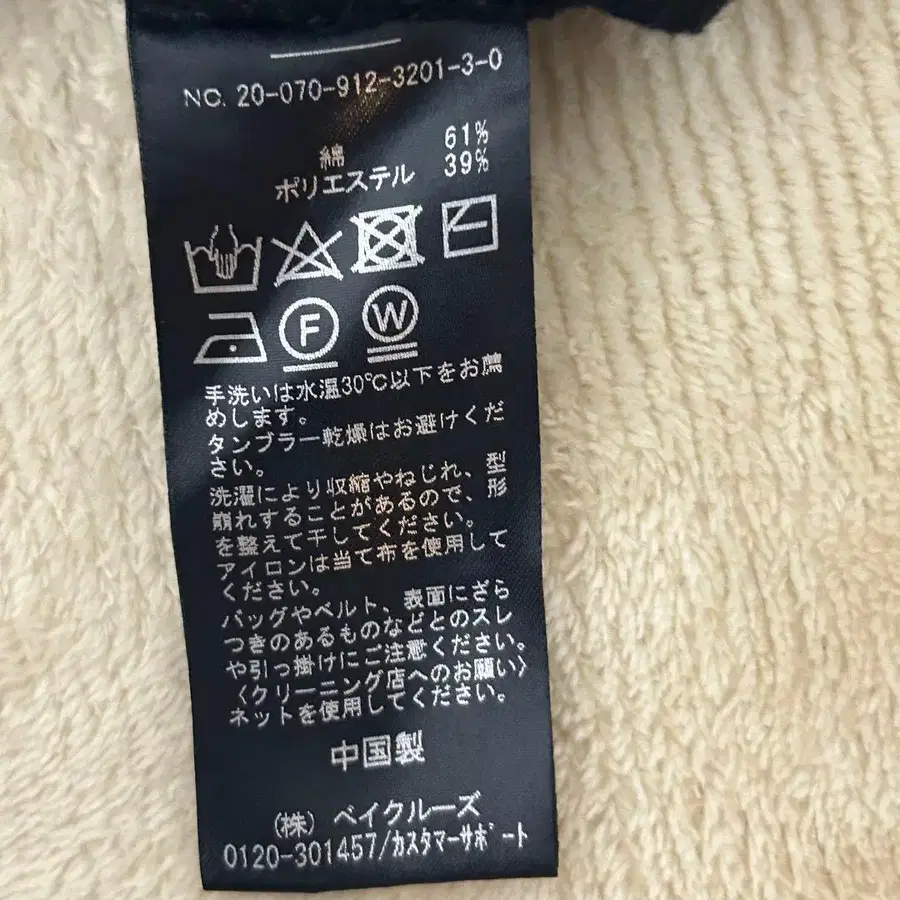 NO. 20-070-912-3201-3-0
綿 61%
ポリエステル 39%
F W
手洗いは水温30℃以下をお薦
めします。
タンブラー乾燥はお避けくだ
さい。
洗濯により収縮やねじれ、型
崩れすることがあるので、形
を整えて干してください。
アイロンは当て布を使用して
ください。
バッグやベルト、表面にざら
つきのあるものなどとのスレ
や引っ掛けにご注意ください。
〈クリーニング店へのお願い〉
ネットを使用してください。
中国製
(株) ベイクルーズ
0120-301457/カスタマーサポート